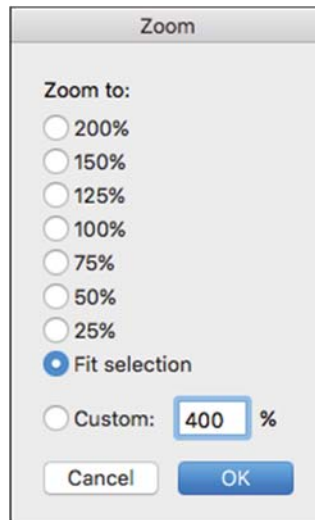 Zoom
Zoom to:
200%
150%
125%
100%
75%
50%
25%
Fit selection
Custom: 400 %
Cancel OK